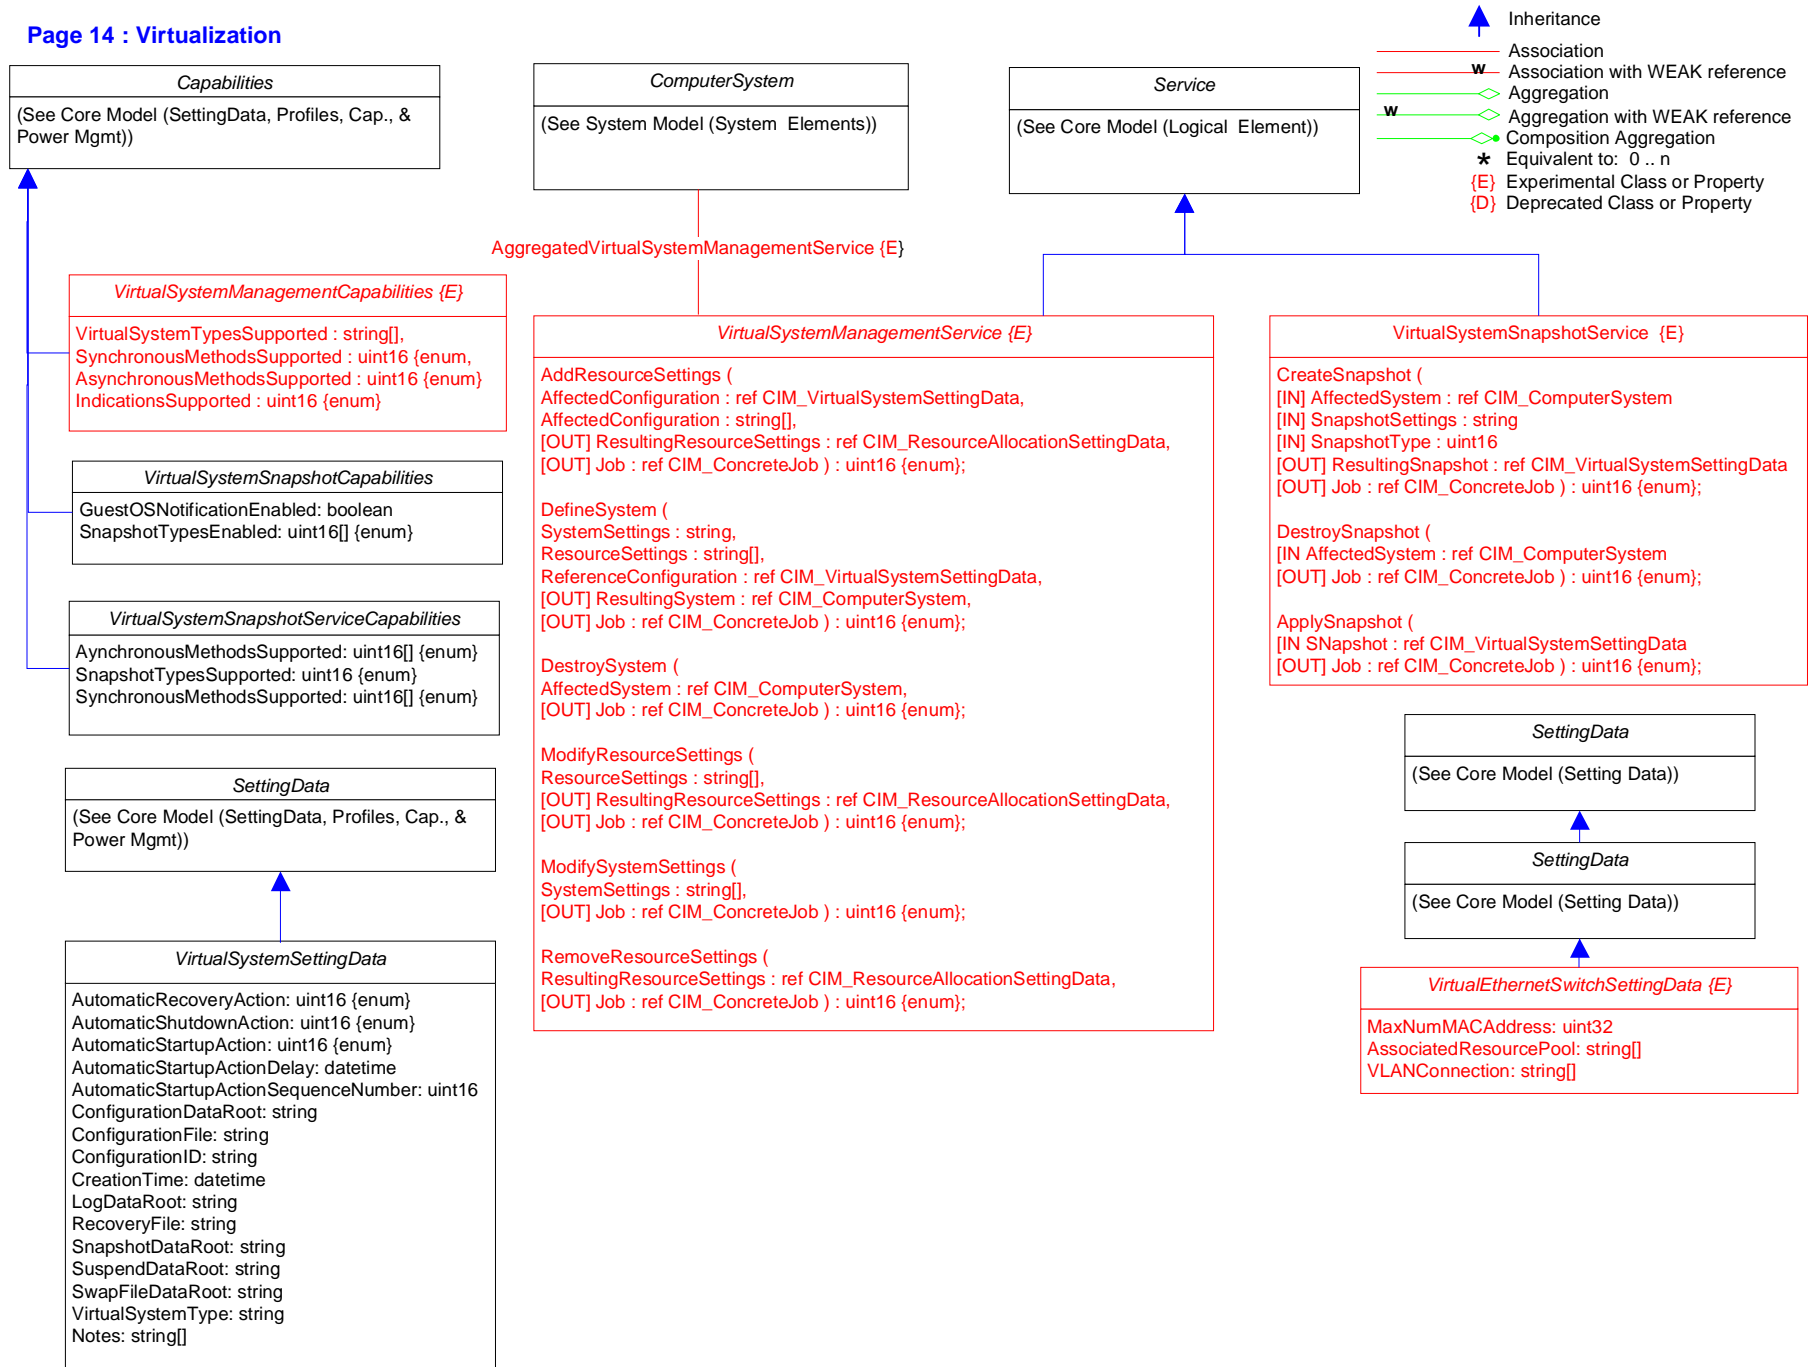 Page 14 : Virtualization
Inheritance
Association
w Association with WEAK reference
Aggregation
w Aggregation with WEAK reference
Composition Aggregation
* Equivalent to: 0 .. n
{E} Experimental Class or Property
{D} Deprecated Class or Property
Capabilities
(See Core Model (SettingData, Profiles, Cap., &
Power Mgmt))
ComputerSystem
(See System Model (System Elements))
Service
(See Core Model (Logical Element))
AggregatedVirtualSystemManagementService {E}
VirtualSystemManagementCapabilities {E}
VirtualSystemTypesSupported : string[],
SynchronousMethodsSupported : uint16 {enum,
AsynchronousMethodsSupported : uint16 {enum}
IndicationsSupported : uint16 {enum}
VirtualSystemSnapshotCapabilities
GuestOSNotificationEnabled: boolean
SnapshotTypesEnabled: uint16[] {enum}
VirtualSystemSnapshotServiceCapabilities
AynchronousMethodsSupported: uint16[] {enum}
SnapshotTypesSupported: uint16 {enum}
SynchronousMethodsSupported: uint16[] {enum}
SettingData
(See Core Model (SettingData, Profiles, Cap., &
Power Mgmt))
VirtualSystemSettingData
AutomaticRecoveryAction: uint16 {enum}
AutomaticShutdownAction: uint16 {enum}
AutomaticStartupAction: uint16 {enum}
AutomaticStartupActionDelay: datetime
AutomaticStartupActionSequenceNumber: uint16
ConfigurationDataRoot: string
ConfigurationFile: string
ConfigurationID: string
CreationTime: datetime
LogDataRoot: string
RecoveryFile: string
SnapshotDataRoot: string
SuspendDataRoot: string
SwapFileDataRoot: string
VirtualSystemType: string
Notes: string[]
VirtualSystemManagementService {E}
AddResourceSettings (
AffectedConfiguration : ref CIM_VirtualSystemSettingData,
AffectedConfiguration : string[],
[OUT] ResultingResourceSettings : ref CIM_ResourceAllocationSettingData,
[OUT] Job : ref CIM_ConcreteJob ) : uint16 {enum};
DefineSystem (
SystemSettings : string,
ResourceSettings : string[],
ReferenceConfiguration : ref CIM_VirtualSystemSettingData,
[OUT] ResultingSystem : ref CIM_ComputerSystem,
[OUT] Job : ref CIM_ConcreteJob ) : uint16 {enum};
DestroySystem (
AffectedSystem : ref CIM_ComputerSystem,
[OUT] Job : ref CIM_ConcreteJob ) : uint16 {enum};
ModifyResourceSettings (
ResourceSettings : string[],
[OUT] ResultingResourceSettings : ref CIM_ResourceAllocationSettingData,
[OUT] Job : ref CIM_ConcreteJob ) : uint16 {enum};
ModifySystemSettings (
SystemSettings : string[],
[OUT] Job : ref CIM_ConcreteJob ) : uint16 {enum};
RemoveResourceSettings (
ResultingResourceSettings : ref CIM_ResourceAllocationSettingData,
[OUT] Job : ref CIM_ConcreteJob ) : uint16 {enum};
VirtualSystemSnapshotService {E}
CreateSnapshot (
[IN] AffectedSystem : ref CIM_ComputerSystem
[IN] SnapshotSettings : string
[IN] SnapshotType : uint16
[OUT] ResultingSnapshot : ref CIM_VirtualSystemSettingData
[OUT] Job : ref CIM_ConcreteJob ) : uint16 {enum};
DestroySnapshot (
[IN AffectedSystem : ref CIM_ComputerSystem
[OUT] Job : ref CIM_ConcreteJob ) : uint16 {enum};
ApplySnapshot (
[IN SNapshot : ref CIM_VirtualSystemSettingData
[OUT] Job : ref CIM_ConcreteJob ) : uint16 {enum};
SettingData
(See Core Model (Setting Data))
SettingData
(See Core Model (Setting Data))
VirtualEthernetSwitchSettingData {E}
MaxNumMACAddress: uint32
AssociatedResourcePool: string[]
VLANConnection: string[]